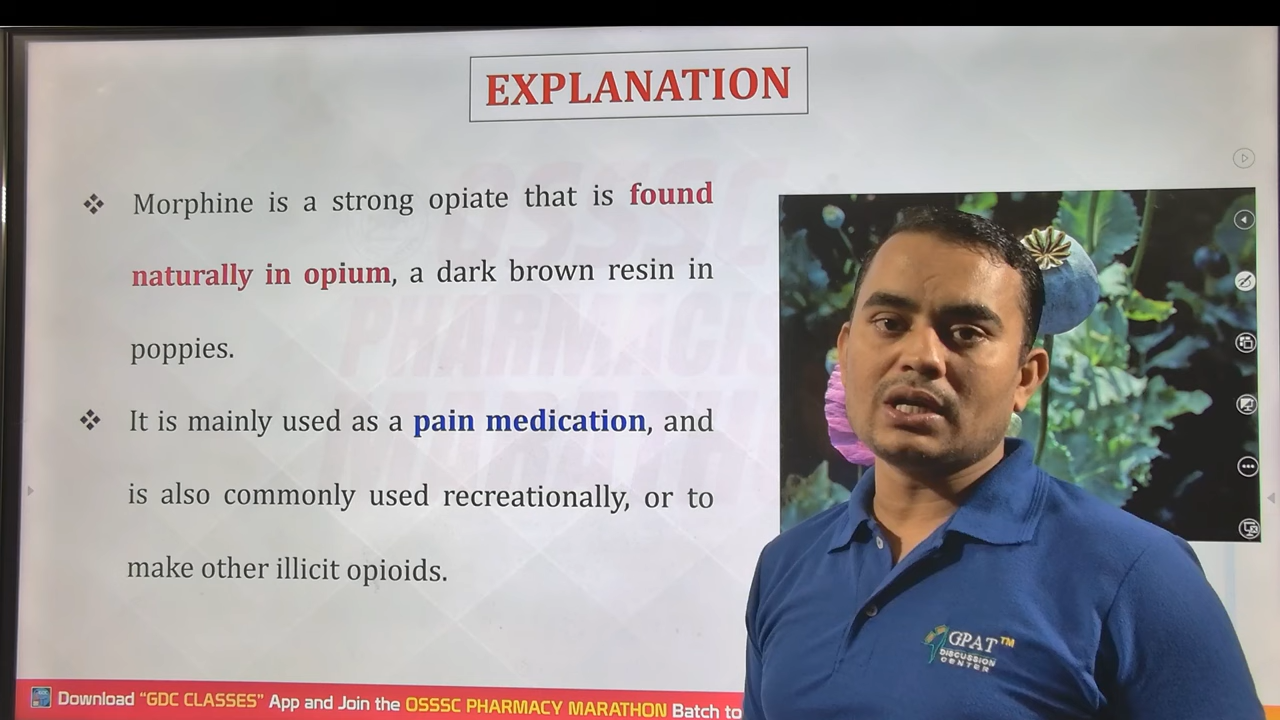 EXPLANATION
❖ Morphine is a strong opiate that is found
naturally in opium, a dark brown resin in
poppies.
❖ It is mainly used as a pain medication, and
is also commonly used recreationally, or to
make other illicit opioids.
GPAT™
DISCUSSION
CENTER
Download “GDC CLASSES” App and Join the OSSSC PHARMACY MARATHON Batch to